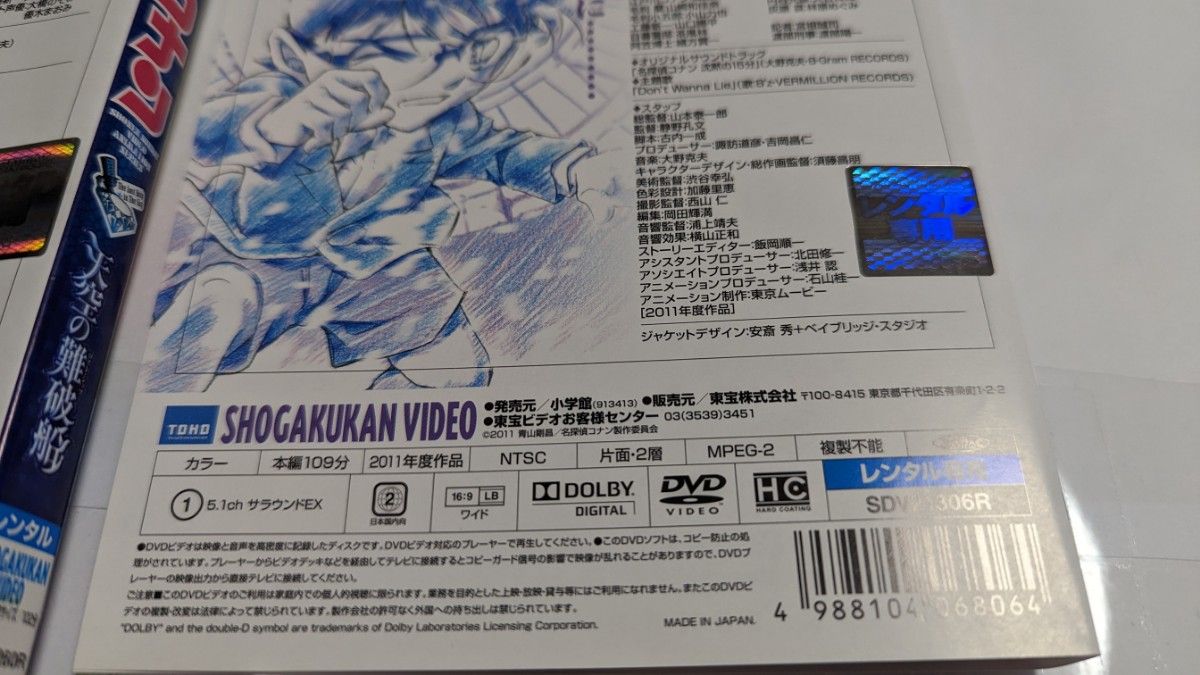 優木まおみ
夫)
天空の難破船
レンタル
SHOGAKUKAN
VIDEO
◆オリジナルサウンドトラック
「名探偵コナン 沈黙の15分」(大野克夫・B-Gram RECORDS)
◆主題歌
「Don't Wanna Lie」(歌:B'z・VERMILLION RECORDS)
◆スタッフ
総監督:山本泰一郎
監督:静野孔文
脚本:古内一成
プロデューサー:諏訪道彦・吉岡昌仁
音楽:大野克夫
キャラクターデザイン・総作画監督:須藤昌朋
美術監督:渋谷幸弘
色彩設計:加藤里恵
撮影監督:西山 仁
編集:岡田輝満
音響監督:浦上靖夫
音響効果:横山正和
ストーリーエディター:飯岡順一
アシスタントプロデューサー:北田修一
アソシエイトプロデューサー:浅井 認
アニメーションプロデューサー:石山桂一
アニメーション制作:東京ムービー
[2011年度作品]
ジャケットデザイン:安斎 秀+ベイブリッジ・スタジオ
レンタル
専用
TOHO SHOGAKUKAN VIDEO
●発売元/小学館(913413) ●販売元/東宝株式会社 〒100-8415 東京都千代田区有楽町1-2-2
●東宝ビデオお客様センター 03(3539)3451
©2011 青山剛昌/名探偵コナン製作委員会
カラー 本編109分 2011年度作品 NTSC 片面・2層 MPEG-2 複製不能
1 5.1ch サラウンドEX
2 日本国内向
16:9 LB ワイド
DOLBY DIGITAL
DVD VIDEO
HC HARD COATING
レンタル専用
●DVDビデオは映像と音声を高密度に記録したディスクです。DVDビデオ対応のプレーヤーで再生してください。●このDVDソフトは、コピー防止の処
理がされています。プレーヤーからビデオデッキなどを経由してテレビに接続するとコピーガード信号の影響で映像が乱れることがありますので、DVDプ
レーヤーの映像出力から直接テレビに接続してください。
ご注意■このDVDビデオのご利用は家庭内での個人的視聴に限られます。業務を目的とした上映・放映・貸与等にはご利用になれません。またこのDVDビ
デオの複製・改変は法律によって禁じられています。製作会社の許可なく外国への持ち出しは禁じられています。
"DOLBY" and the double-D symbol are trademarks of Dolby Laboratories Licensing Corporation.
MADE IN JAPAN.
4 988104 068064